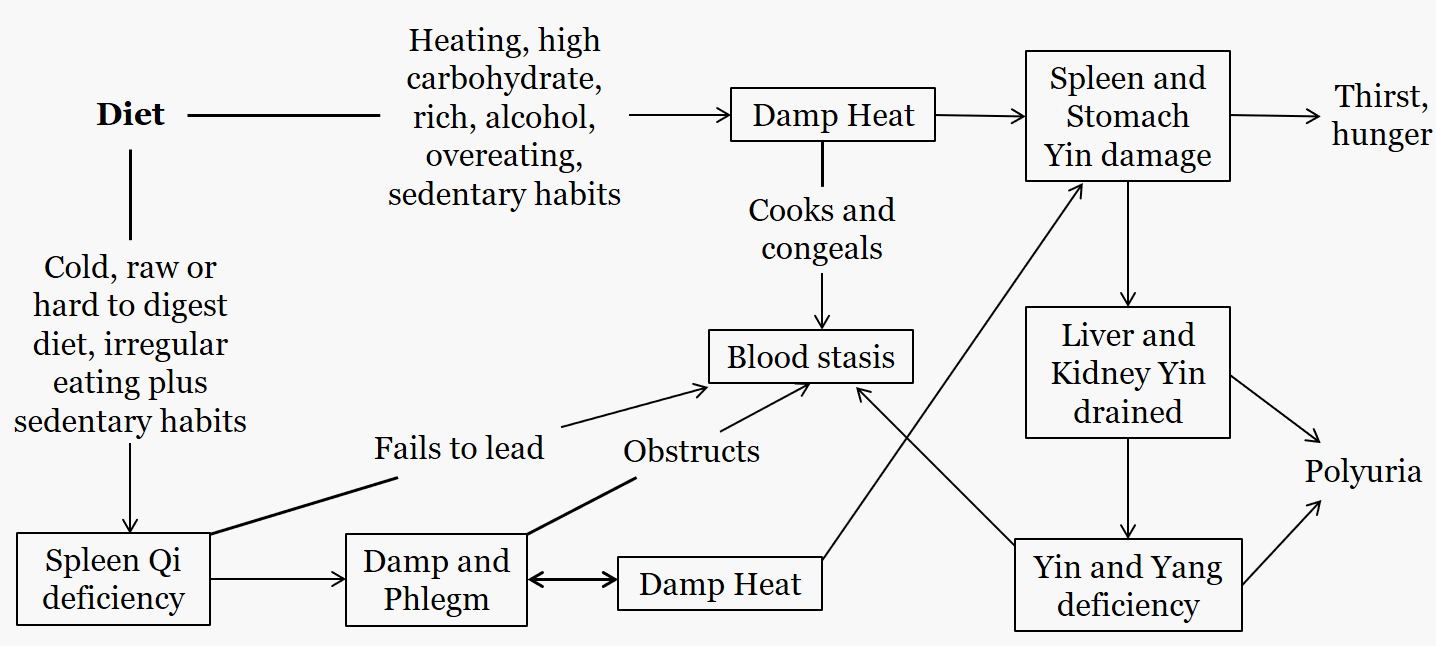 Diet
Heating, high
carbohydrate,
rich, alcohol,
overeating,
sedentary habits
Damp Heat
Spleen and
Stomach
Yin damage
Thirst,
hunger
Cooks and
congeals
Cold, raw or
hard to digest
diet, irregular
eating plus
sedentary habits
Blood stasis
Liver and
Kidney Yin
drained
Fails to lead
Obstructs
Polyuria
Spleen Qi
deficiency
Damp and
Phlegm
Damp Heat
Yin and Yang
deficiency